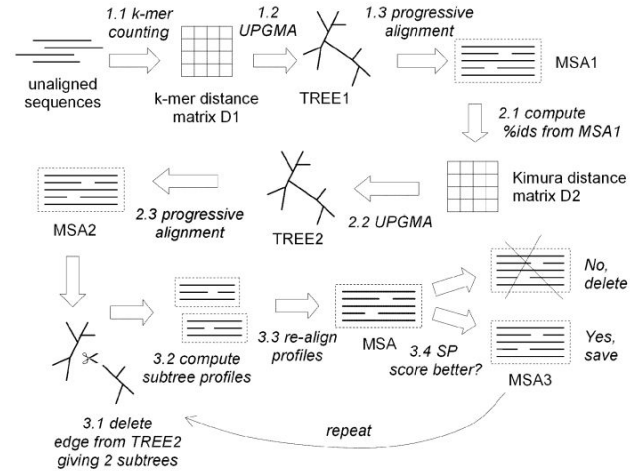 1.1 k-mer
counting
1.2
UPGMA
1.3 progressive
alignment
unaligned
sequences
k-mer distance
matrix D1
TREE1
MSA1
2.1 compute
%ids from MSA1
Kimura distance
matrix D2
2.2 UPGMA
TREE2
2.3 progressive
alignment
MSA2
3.1 delete
edge from TREE2
giving 2 subtrees
3.2 compute
subtree profiles
3.3 re-align
profiles
MSA
3.4 SP
score better?
No,
delete
Yes,
save
MSA3
repeat